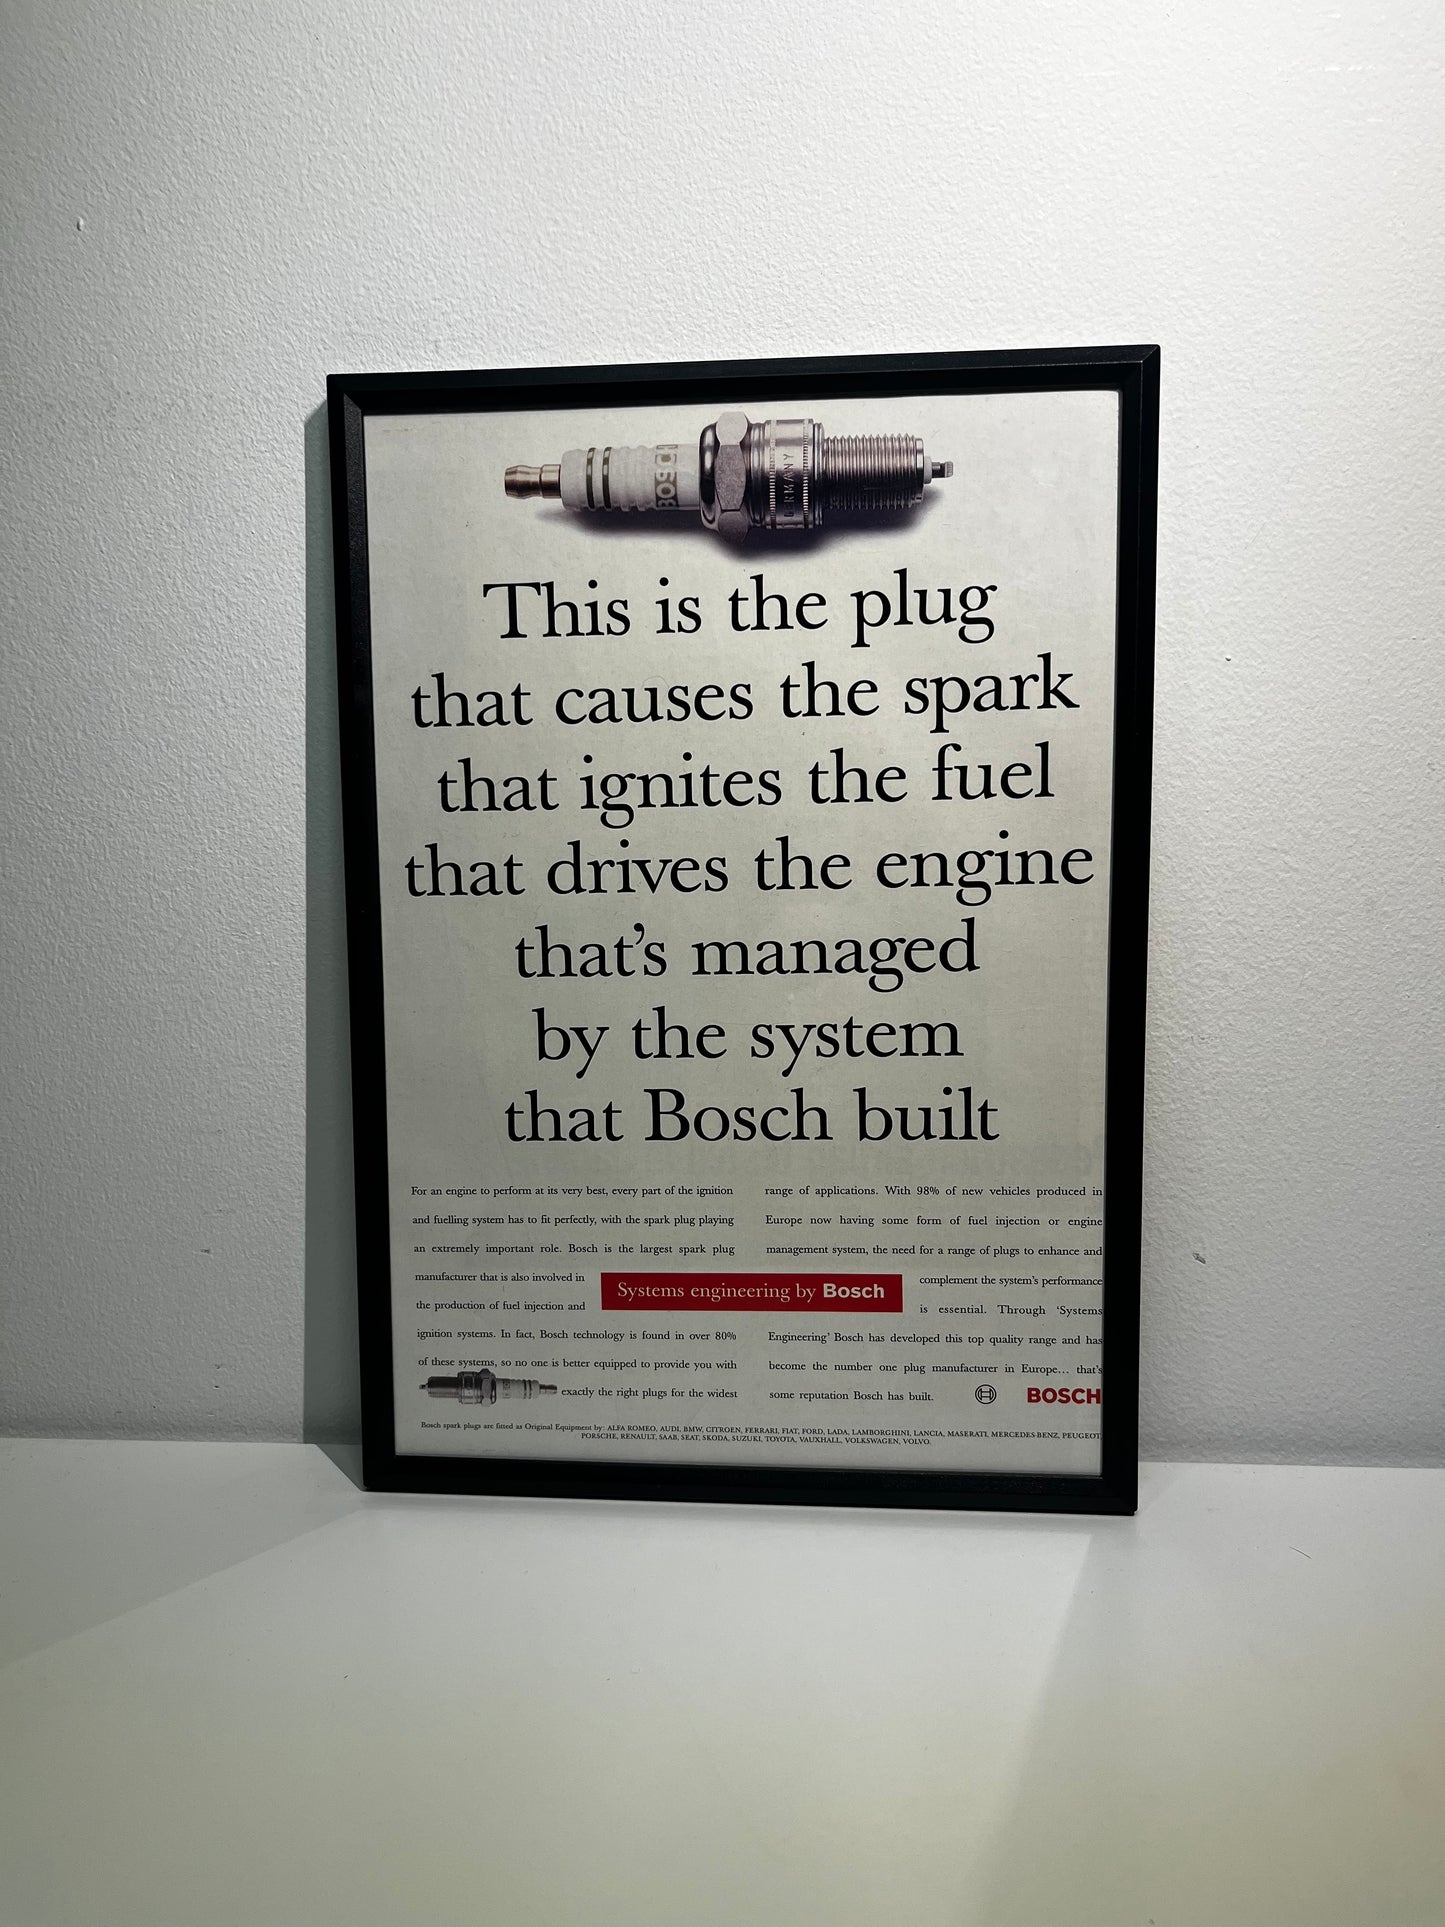 BOSCH
GERMANY
This is the plug
that causes the spark
that ignites the fuel
that drives the engine
that's managed
by the system
that Bosch built
For an engine to perform at its very best, every part of the ignition
and fuelling system has to fit perfectly, with the spark plug playing
an extremely important role. Bosch is the largest spark plug
manufacturer that is also involved in
the production of fuel injection and
ignition systems. In fact, Bosch technology is found in over 80%
of these systems, so no one is better equipped to provide you with
exactly the right plugs for the widest
Systems engineering by Bosch
range of applications. With 98% of new vehicles produced in
Europe now having some form of fuel injection or engine
management system, the need for a range of plugs to enhance and
complement the system's performance
is essential. Through ‘Systems
Engineering’ Bosch has developed this top quality range and has
become the number one plug manufacturer in Europe... that's
some reputation Bosch has built.
BOSCH
Bosch spark plugs are fitted as Original Equipment by: ALFA ROMEO, AUDI, BMW, CITROEN, FERRARI, FIAT, FORD, LADA, LAMBORGHINI, LANCIA, MASERATI, MERCEDES-BENZ, PEUGEOT,
PORSCHE, RENAULT, SAAB, SEAT, SKODA, SUZUKI, TOYOTA, VAUXHALL, VOLKSWAGEN, VOLVO.